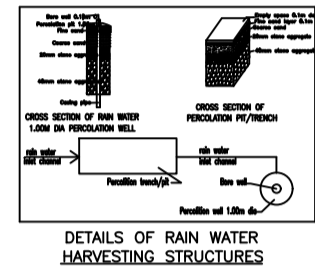 Bore well 0.15m
Percolation pit 1.00m
Fine sand
Coarse sand
20mm stone aggregate
40mm stone aggregate
Casing pipe
CROSS SECTION OF RAIN WATER
1.00M DIA PERCOLATION WELL
Empty space 0.1m
Fine sand layer 0.1m
Coarse sand
20mm stone aggregate
40mm stone aggregate
CROSS SECTION OF
PERCOLATION PIT/TRENCH
rain water
inlet channel
Percolation trench/pit
rain water
inlet channel
Bore well
Percolation well 1.00m dia
DETAILS OF RAIN WATER
HARVESTING STRUCTURES